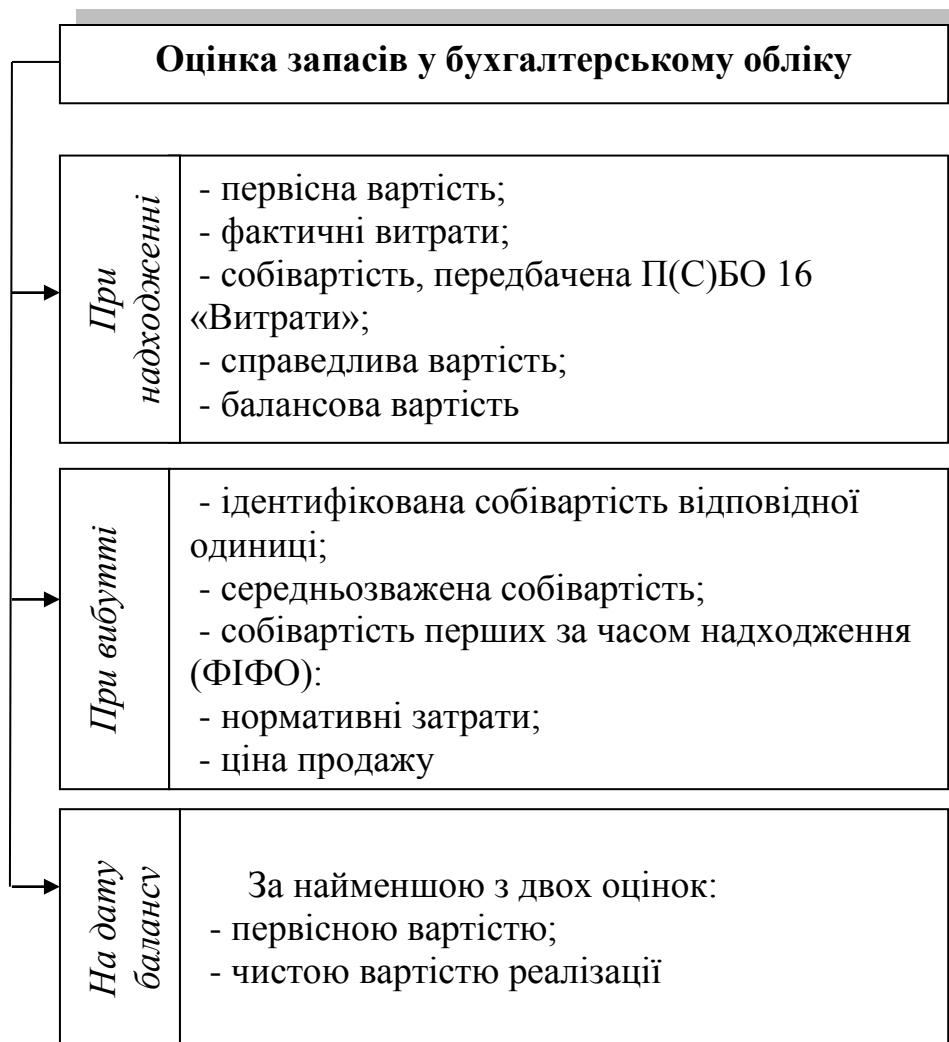 Оцінка запасів у бухгалтерському обліку
При
надходженні
- первісна вартість;
- фактичні витрати;
- собівартість, передбачена П(С)БО 16
«Витрати»;
- справедлива вартість;
- балансова вартість
При вибутті
- ідентифікована собівартість відповідної
одиниці;
- середньозважена собівартість;
- собівартість перших за часом надходження
(ФІФО):
- нормативні затрати;
- ціна продажу
На дату
балансу
За найменшою з двох оцінок:
- первісною вартістю;
- чистою вартістю реалізації